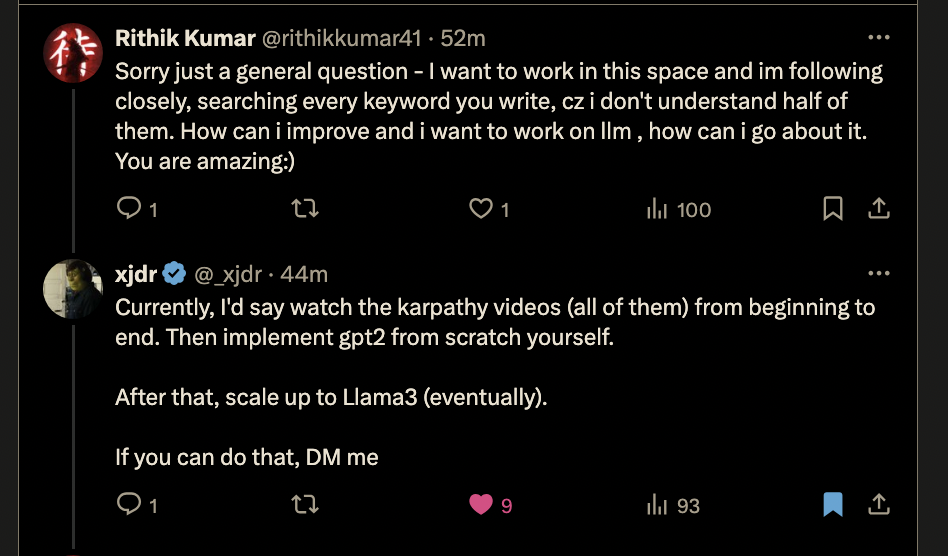 Rithik Kumar @rithikkumar41 · 52m
Sorry just a general question - I want to work in this space and im following
closely, searching every keyword you write, cz i don't understand half of
them. How can i improve and i want to work on llm , how can i go about it.
You are amazing:)
1 1 100
xjdr @_xjdr · 44m
Currently, I'd say watch the karpathy videos (all of them) from beginning to
end. Then implement gpt2 from scratch yourself.
After that, scale up to Llama3 (eventually).
If you can do that, DM me
1 9 93